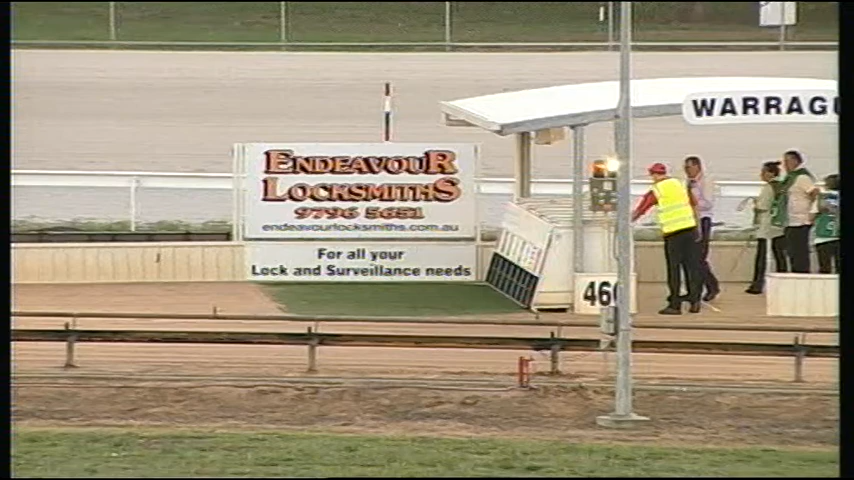 WARRAGU
ENDEAVOUR
LOCKSMITHS
9796 5651
endeavourlocksmiths.com.au
For all your
Lock and Surveillance needs
460